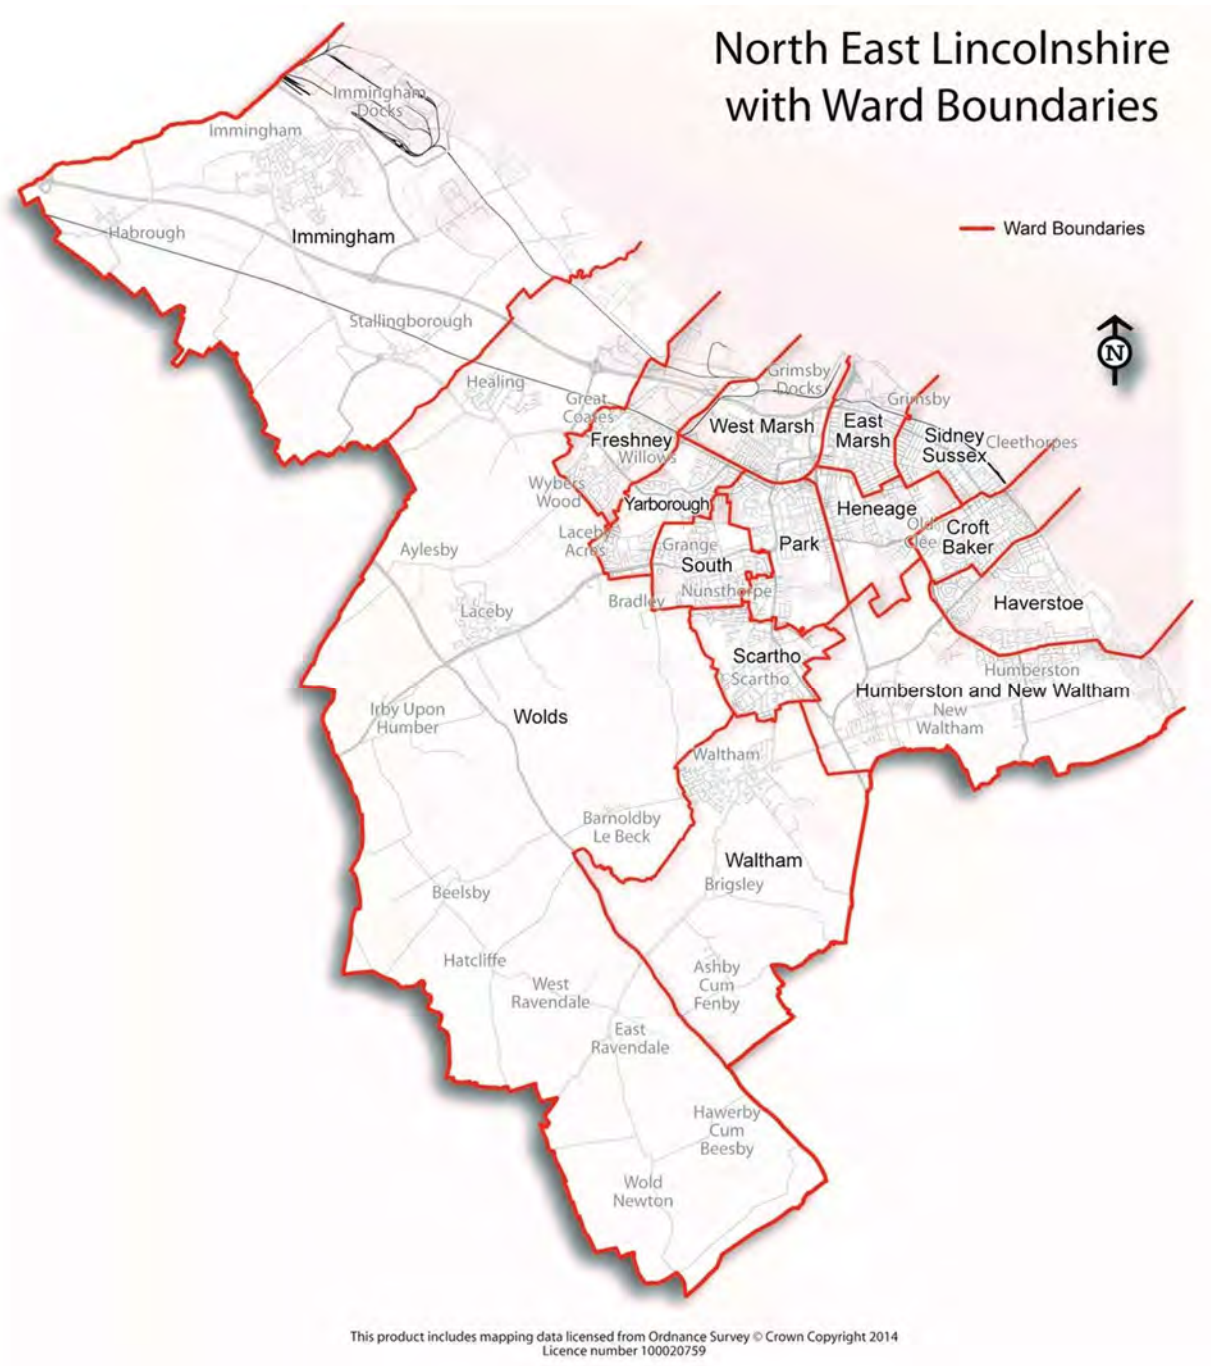 North East Lincolnshire
with Ward Boundaries
Ward Boundaries
N
Immingham
Docks
Immingham
Habrough
Immingham
Stallingborough
Healing
Great
Coates
Grimsby
Docks
Grimsby
West Marsh
East
Marsh
Sidney
Sussex
Cleethorpes
Freshney
Willows
Wybers
Wood
Yarborough
Heneage
Old
Clee
Croft
Baker
Laceby
Acres
Grange
South
Park
Aylesby
Nunsthorpe
Bradley
Laceby
Haverstoe
Scartho
Scartho
Humberston
Humberston and New Waltham
New
Waltham
Irby Upon
Humber
Wolds
Waltham
Barnoldby
Le Beck
Waltham
Brigsley
Beelsby
Hatcliffe
West
Ravendale
Ashby
Cum
Fenby
East
Ravendale
Hawerby
Cum
Beesby
Wold
Newton
This product includes mapping data licensed from Ordnance Survey © Crown Copyright 2014
Licence number 100020759